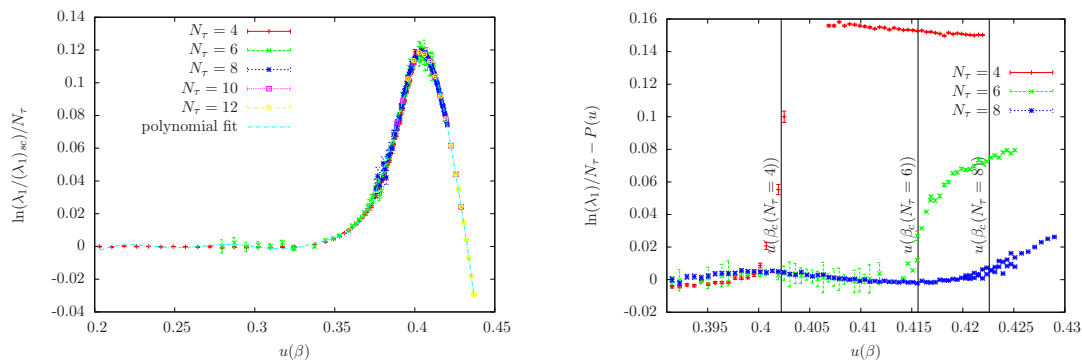 ln(λ₁/(λ₁)sc)/Nτ
0.14
0.12
0.1
0.08
0.06
0.04
0.02
0
-0.02
-0.04
0.2
0.25
0.3
0.35
0.4
0.45
u(β)
Nτ = 4
Nτ = 6
Nτ = 8
Nτ = 10
Nτ = 12
polynomial fit
ln(λ₁)/Nτ − P(u)
0.16
0.14
0.12
0.1
0.08
0.06
0.04
0.02
0
-0.02
0.395
0.4
0.405
0.41
0.415
0.42
0.425
0.43
u(β)
Nτ = 4
Nτ = 6
Nτ = 8
u(βc(Nτ = 4))
u(βc(Nτ = 6))
u(βc(Nτ = 8))